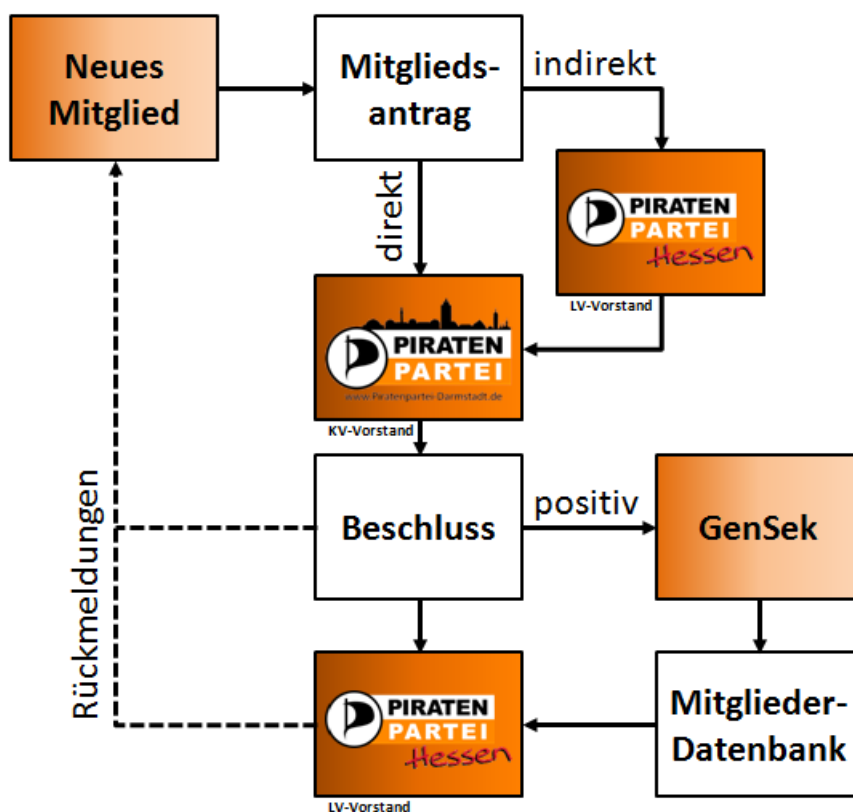 Neues
Mitglied
Mitglieds-
antrag
indirekt
direkt
PIRATEN
PARTEI
Hessen
LV-Vorstand
PIRATEN
PARTEI
www.Piratenpartei-Darmstadt.de
KV-Vorstand
Beschluss
positiv
GenSek
Rückmeldungen
PIRATEN
PARTEI
Hessen
LV-Vorstand
Mitglieder-
Datenbank